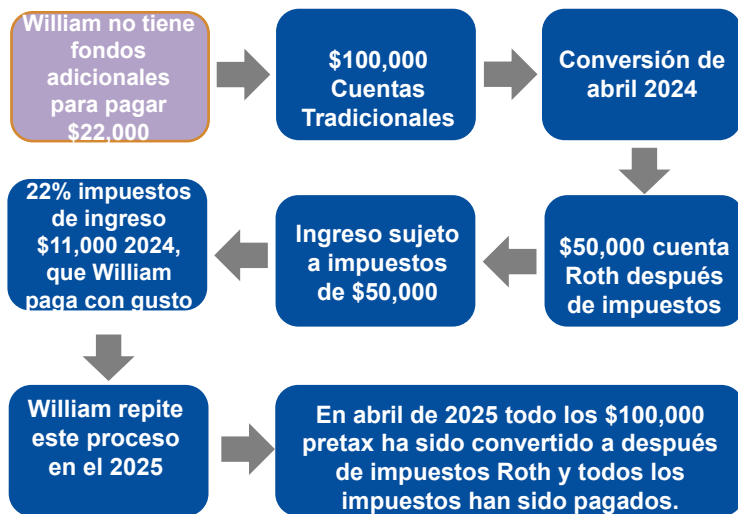 William no tiene
fondos
adicionales
para pagar
$22,000
$100,000
Cuentas
Tradicionales
Conversión de
abril 2024
$50,000 cuenta
Roth después
de impuestos
Ingreso sujeto
a impuestos
de $50,000
22% impuestos
de ingreso
$11,000 2024,
que William
paga con gusto
William repite
este proceso
en el 2025
En abril de 2025 todo los $100,000
pretax ha sido convertido a después
de impuestos Roth y todos los
impuestos han sido pagados.